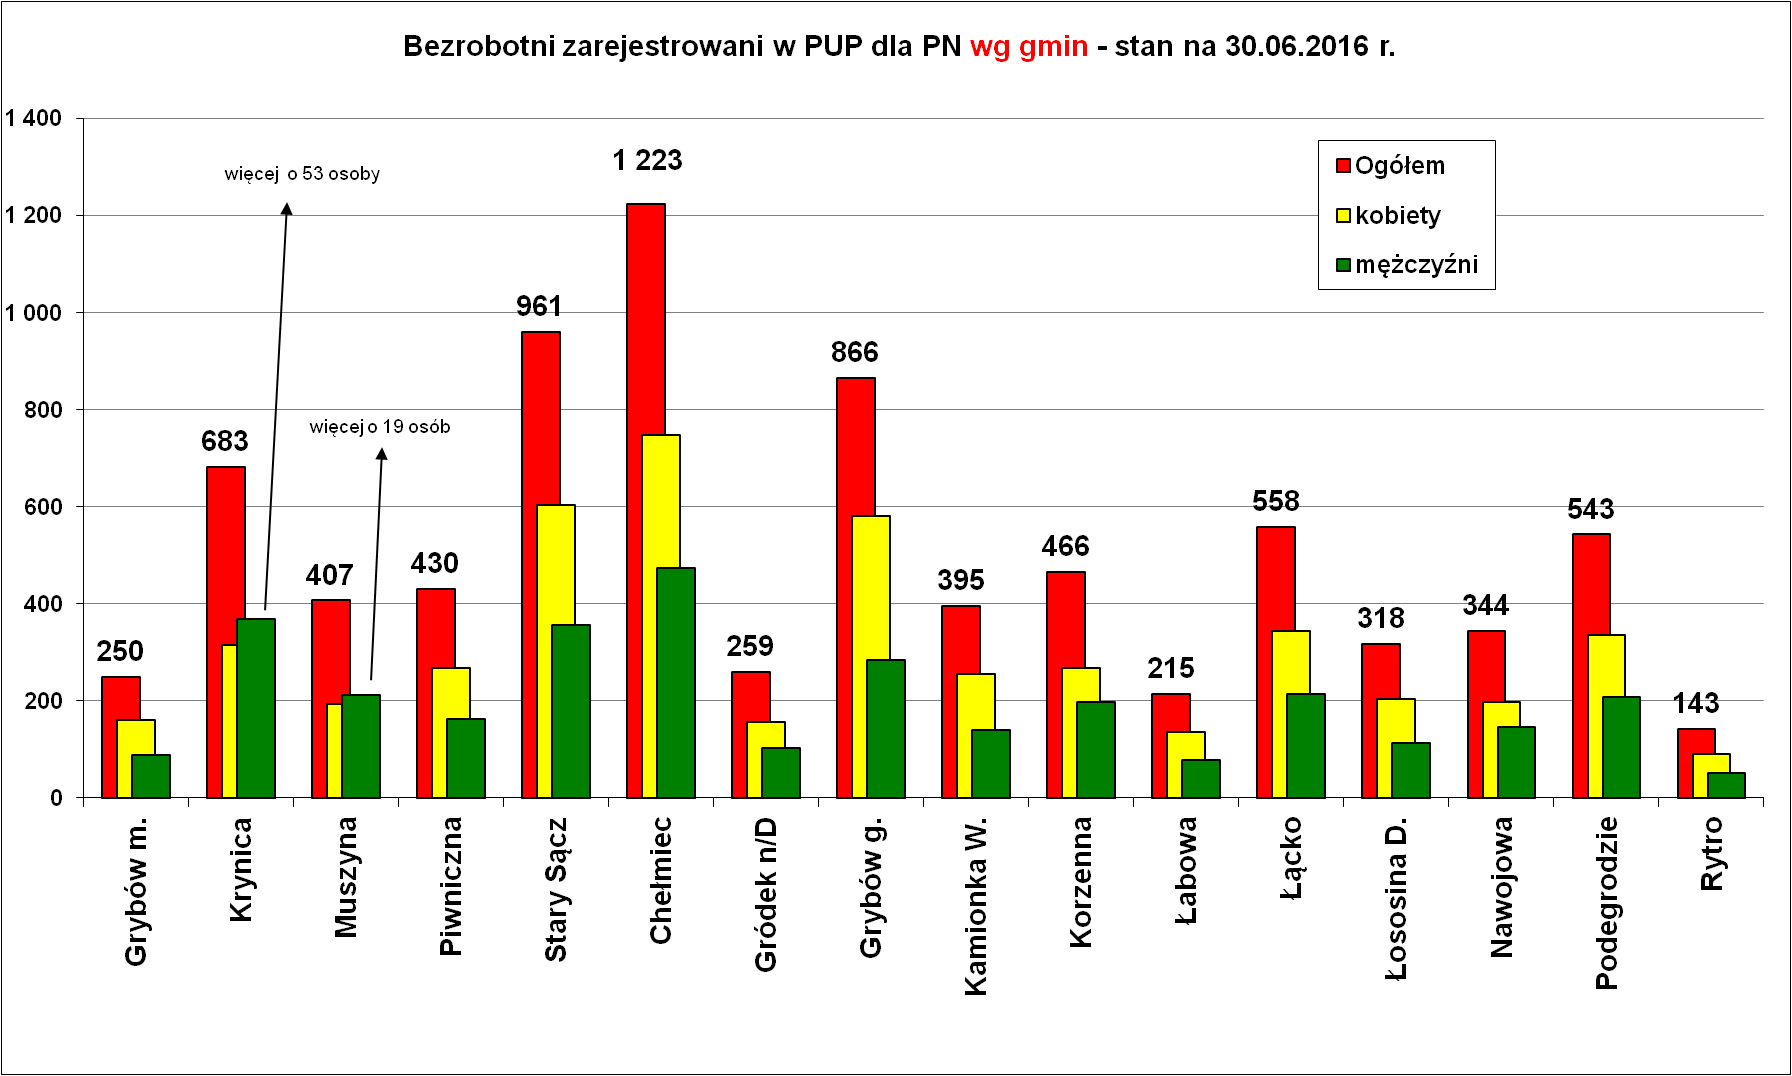 Bezrobotni zarejestrowani w PUP dla PN wg gmin - stan na 30.06.2016 r.
1 400
1 200
1 000
800
600
400
200
0
więcej o 53 osoby
więcej o 19 osób
Ogółem
kobiety
mężczyźni
250
683
407
430
961
1 223
259
866
395
466
215
558
318
344
543
143
Grybów m.
Krynica
Muszyna
Piwniczna
Stary Sącz
Chełmiec
Gródek n/D
Grybów g.
Kamionka W.
Korzenna
Łabowa
Łącko
Łososina D.
Nawojowa
Podegrodzie
Rytro